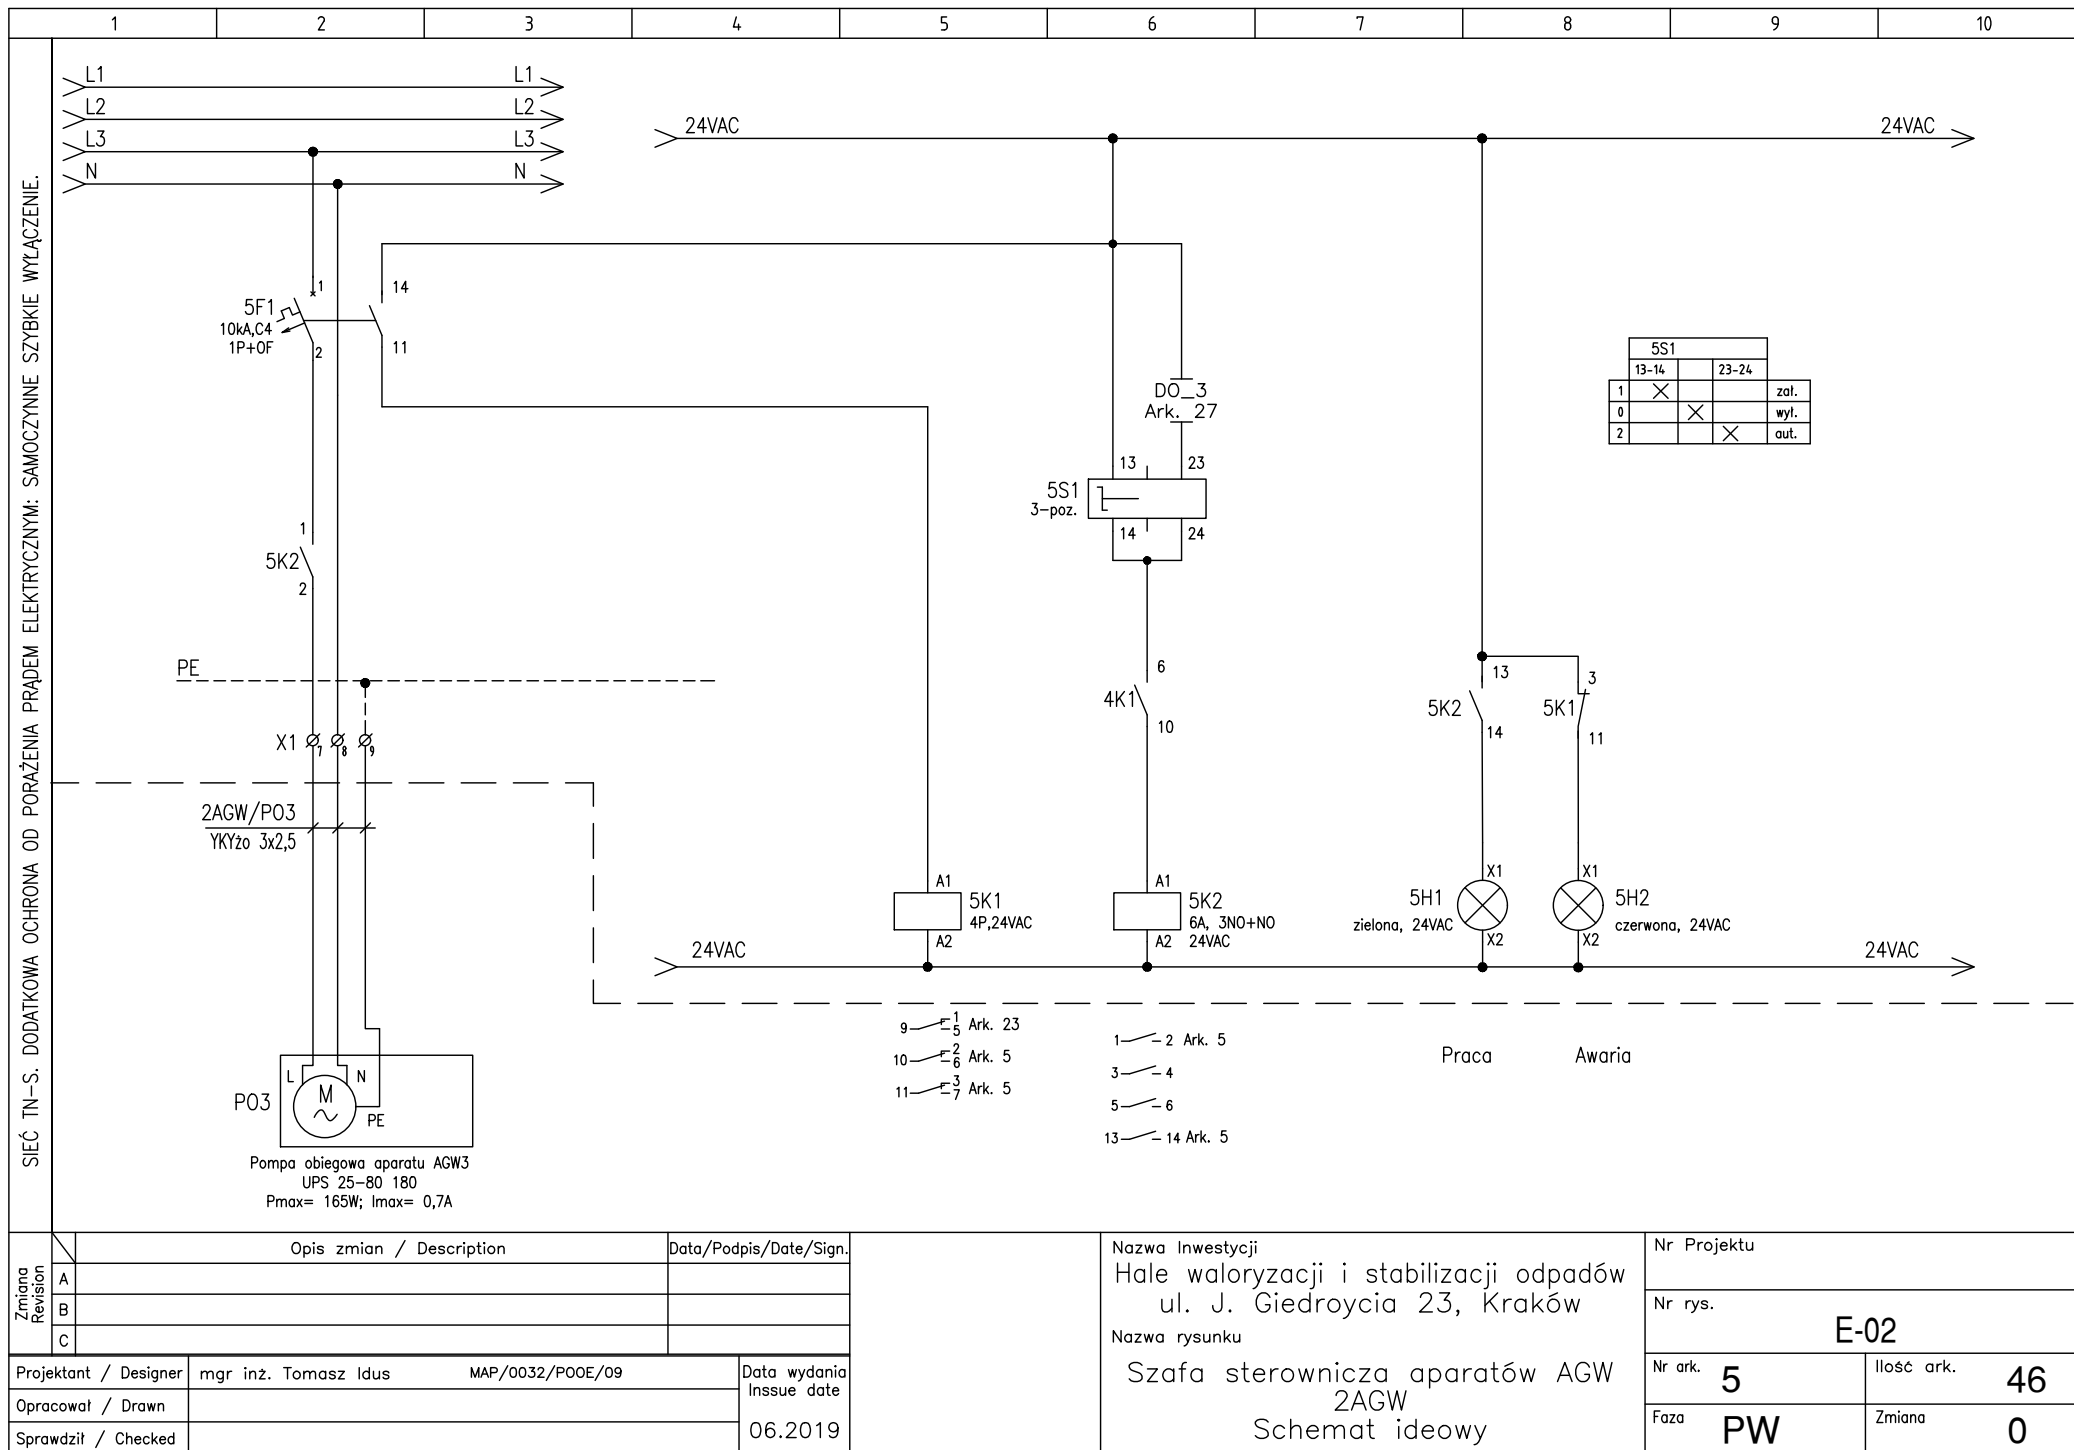 1 2 3 4 5 6 7 8 9 10
SIEĆ TN-S. DODATKOWA OCHRONA OD PORAŻENIA PRĄDEM ELEKTRYCZNYM: SAMOCZYNNE SZYBKIE WYŁĄCZENIE.
L1 L1
L2 L2
L3 L3
N N
24VAC 24VAC
1
5F1
10kA,C4
1P+OF
2
14
11
DO_3
Ark. 27
13 23
5S1
3-poz.
14 24
5S1
13-14 23-24
1 zał.
0 wył.
2 aut.
1
5K2
2
PE
X1 7 8 9
6
4K1
10
13
5K2
14
3
5K1
11
2AGW/PO3
YKYżo 3x2,5
A1
5K1
4P,24VAC
A2
A1
5K2
6A, 3NO+NO
24VAC
A2
X1
5H1
zielona, 24VAC
X2
X1
5H2
czerwona, 24VAC
X2
24VAC 24VAC
9 1 5 Ark. 23
10 2 6 Ark. 5
11 3 7 Ark. 5
1 2 Ark. 5
3 4
5 6
13 14 Ark. 5
Praca Awaria
L N
M
PO3
PE
Pompa obiegowa aparatu AGW3
UPS 25-80 180
Pmax= 165W; Imax= 0,7A
Zmiana
Revision
Opis zmian / Description Data/Podpis/Date/Sign.
A
B
C
Projektant / Designer mgr inż. Tomasz Idus MAP/0032/POOE/09
Opracował / Drawn
Sprawdził / Checked
Data wydania
Inssue date
06.2019
Nazwa Inwestycji
Hale waloryzacji i stabilizacji odpadów
ul. J. Giedroycia 23, Kraków
Nazwa rysunku
Szafa sterownicza aparatów AGW
2AGW
Schemat ideowy
Nr Projektu
Nr rys.
E-02
Nr ark. 5
Ilość ark. 46
Faza PW
Zmiana 0